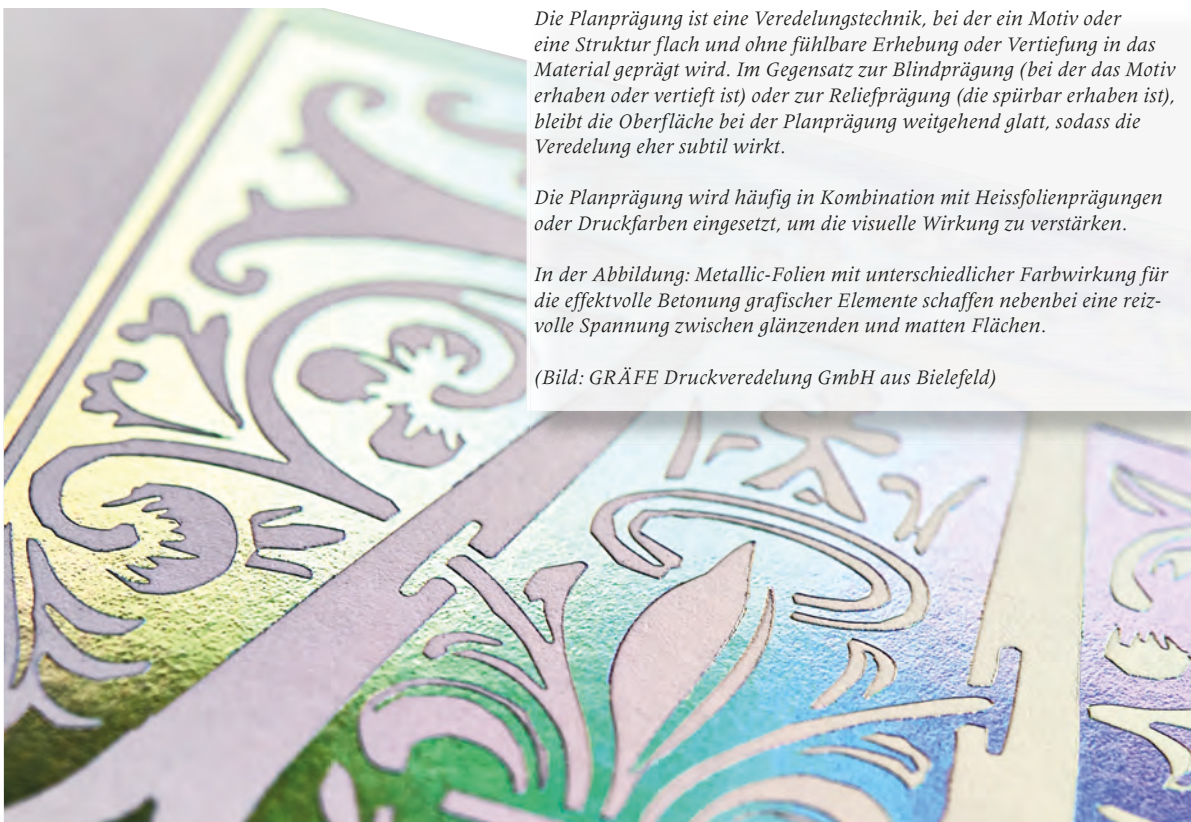 Die Planprägung ist eine Veredelungstechnik, bei der ein Motiv oder
eine Struktur flach und ohne fühlbare Erhebung oder Vertiefung in das
Material geprägt wird. Im Gegensatz zur Blindprägung (bei der das Motiv
erhaben oder vertieft ist) oder zur Reliefprägung (die spürbar erhaben ist),
bleibt die Oberfläche bei der Planprägung weitgehend glatt, sodass die
Veredelung eher subtil wirkt.
Die Planprägung wird häufig in Kombination mit Heissfolienprägungen
oder Druckfarben eingesetzt, um die visuelle Wirkung zu verstärken.
In der Abbildung: Metallic-Folien mit unterschiedlicher Farbwirkung für
die effektvolle Betonung grafischer Elemente schaffen nebenbei eine reiz-
volle Spannung zwischen glänzenden und matten Flächen.
(Bild: GRÄFE Druckveredelung GmbH aus Bielefeld)